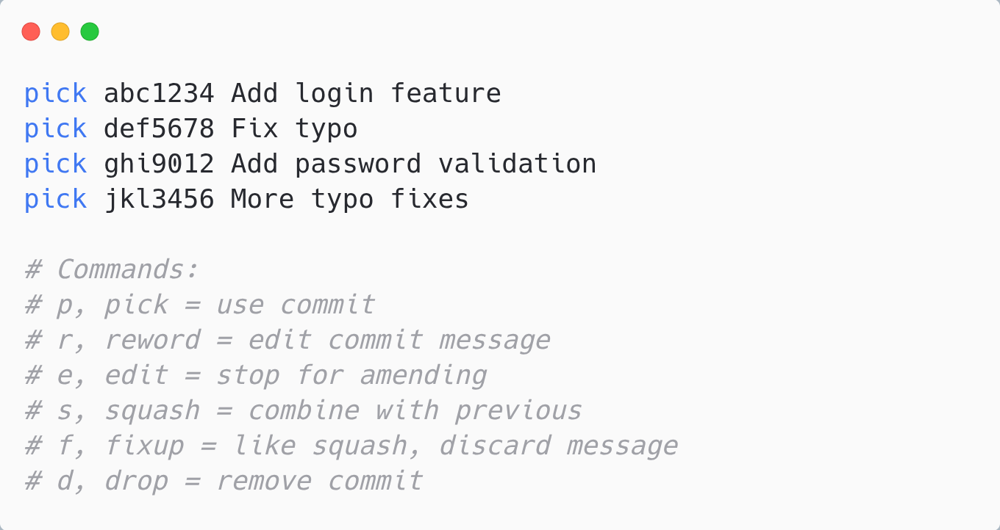 pick abc1234 Add login feature
pick def5678 Fix typo
pick ghi9012 Add password validation
pick jkl3456 More typo fixes
# Commands:
# p, pick = use commit
# r, reword = edit commit message
# e, edit = stop for amending
# s, squash = combine with previous
# f, fixup = like squash, discard message
# d, drop = remove commit